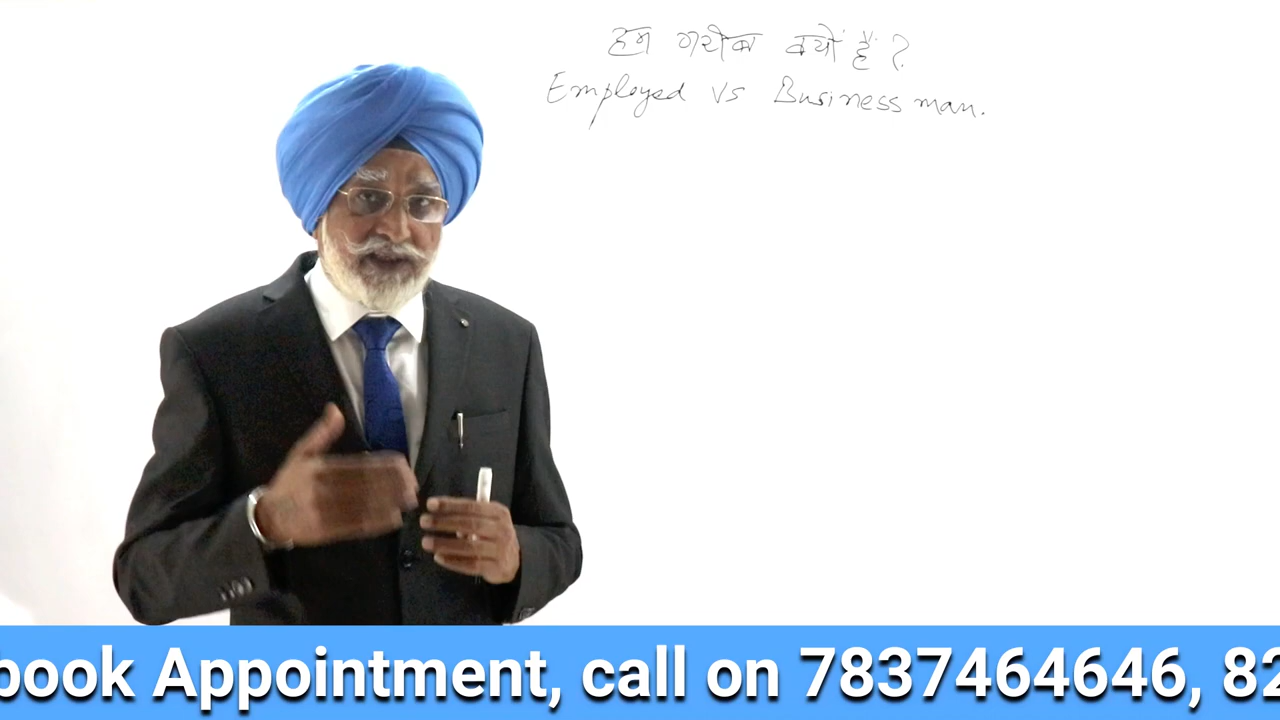 हम गरीब क्यों हैं ?
Employed vs Businessman.
book Appointment, call on 7837464646, 82